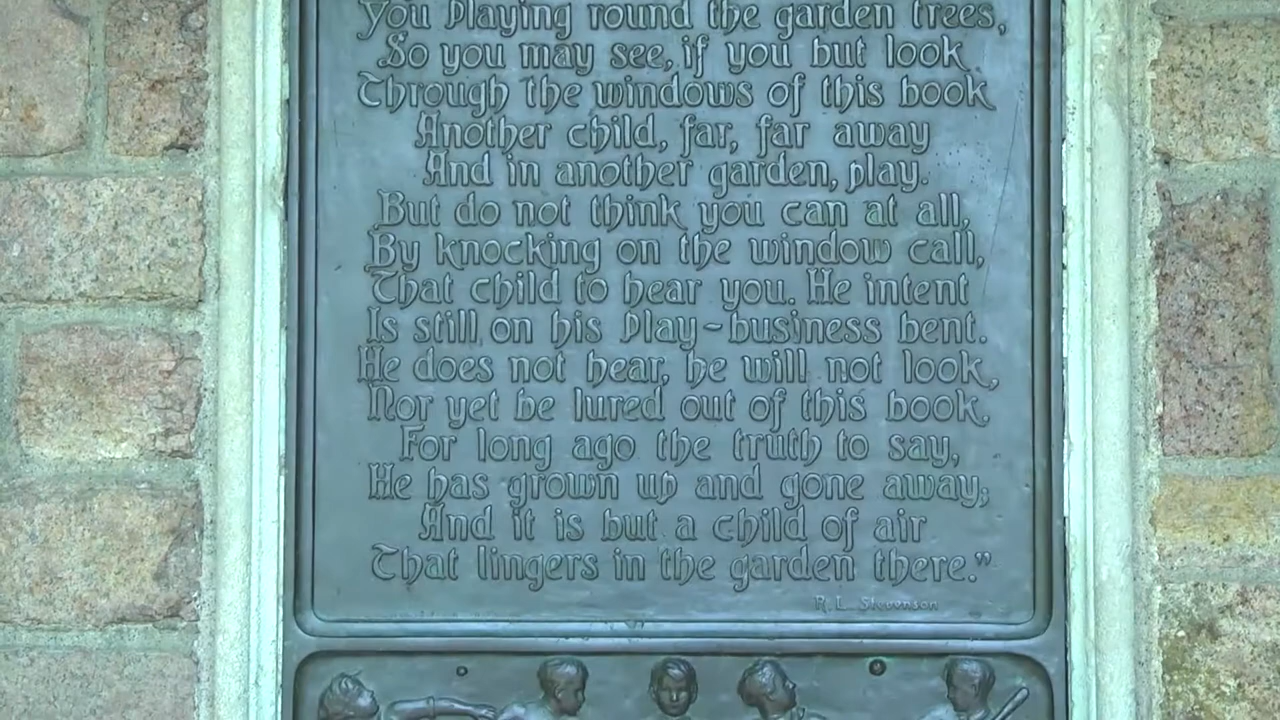 You Playing round the garden trees,
So you may see, if you but look
Through the windows of this book
Another child, far, far away
And in another garden, play.
But do not think you can at all,
By knocking on the window call,
That child to hear you. He intent
Is still on his Play-business bent.
He does not hear, he will not look,
Nor yet be lured out of this book,
For long ago the truth to say,
He has grown up and gone away;
And it is but a child of air
That lingers in the garden there."
R. L. Stevenson